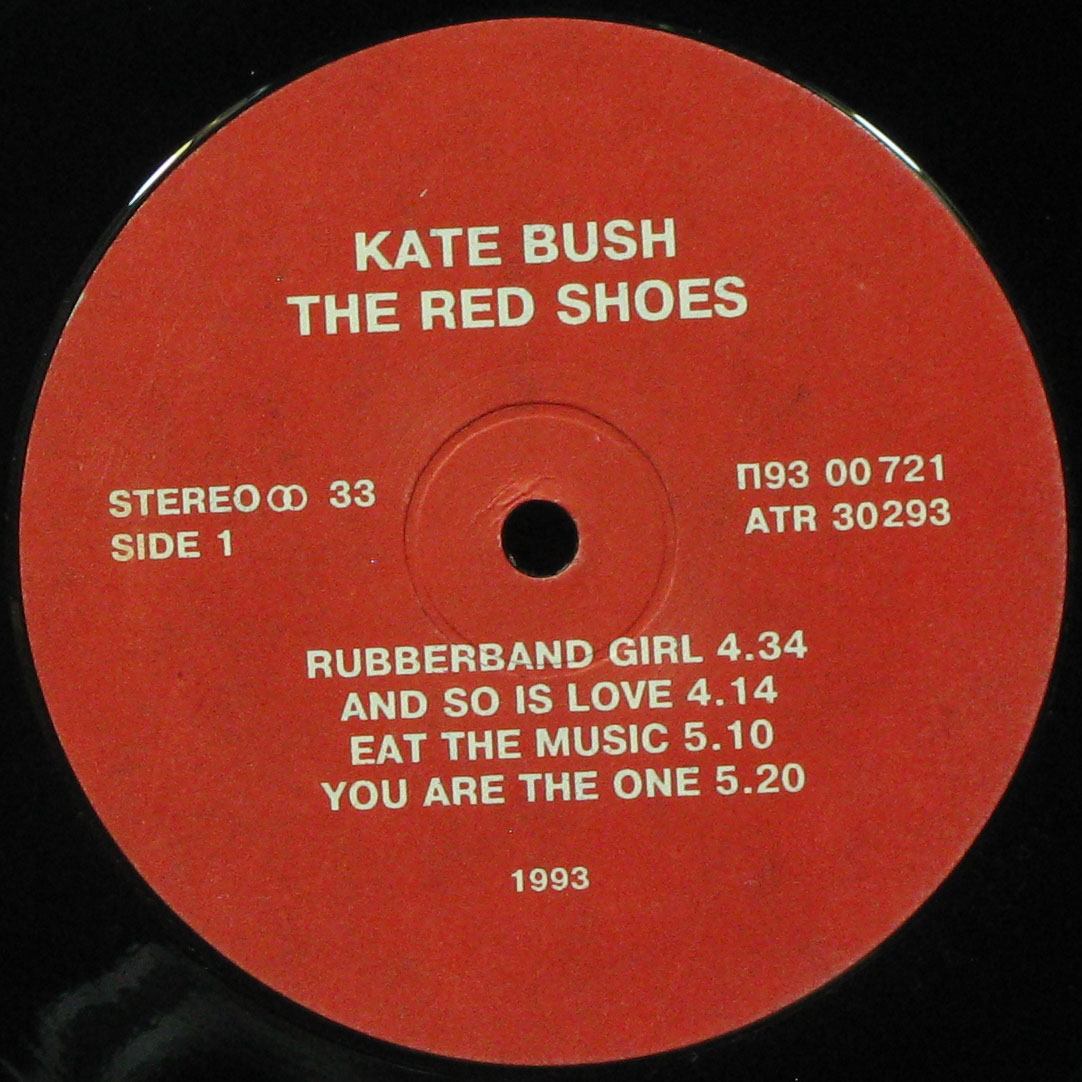 KATE BUSH
THE RED SHOES
STEREO 33
SIDE 1
П93 00721
ATR 30293
RUBBERBAND GIRL 4.34
AND SO IS LOVE 4.14
EAT THE MUSIC 5.10
YOU ARE THE ONE 5.20
1993